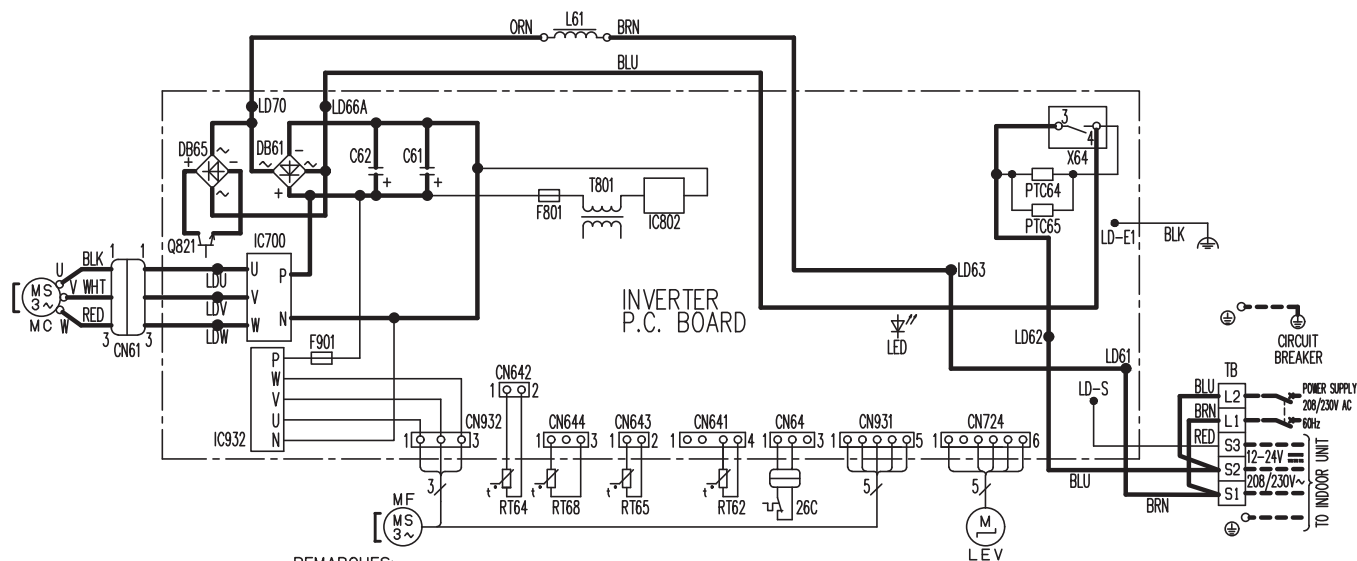 ORN L61 BRN
BLU
LD70 LD66A
3
4
X64
DB65 + -
DB61 - +
C62 + C61 +
PTC64
PTC65
F801 T801 IC802
Q821
LD-E1 BLK
IC700
U V W P N
LDU
LDV
LDW
MS
3~
MC
U BLK
V WHT
W RED
1 1
3 3
CN61
INVERTER
P.C. BOARD
LD63
LED
LD62
LD61
LD-S
CIRCUIT
BREAKER
TB
BLU L2
BRN L1
RED S3
S2
S1
POWER SUPPLY
208/230V AC
60Hz
12-24V
208/230V~
TO INDOOR UNIT
F901
P
W
V
U
N
IC932
CN642
1 2
1 CN932 3
CN644
1 3
CN643
1 2
CN641
1 4
CN64
1 3
CN931
1 5
CN724
1 6
BLU
BRN
3
t° RT64
t° RT68
t° RT65
t° RT62
26C
5
5
MF
MS
3~
M
LEV